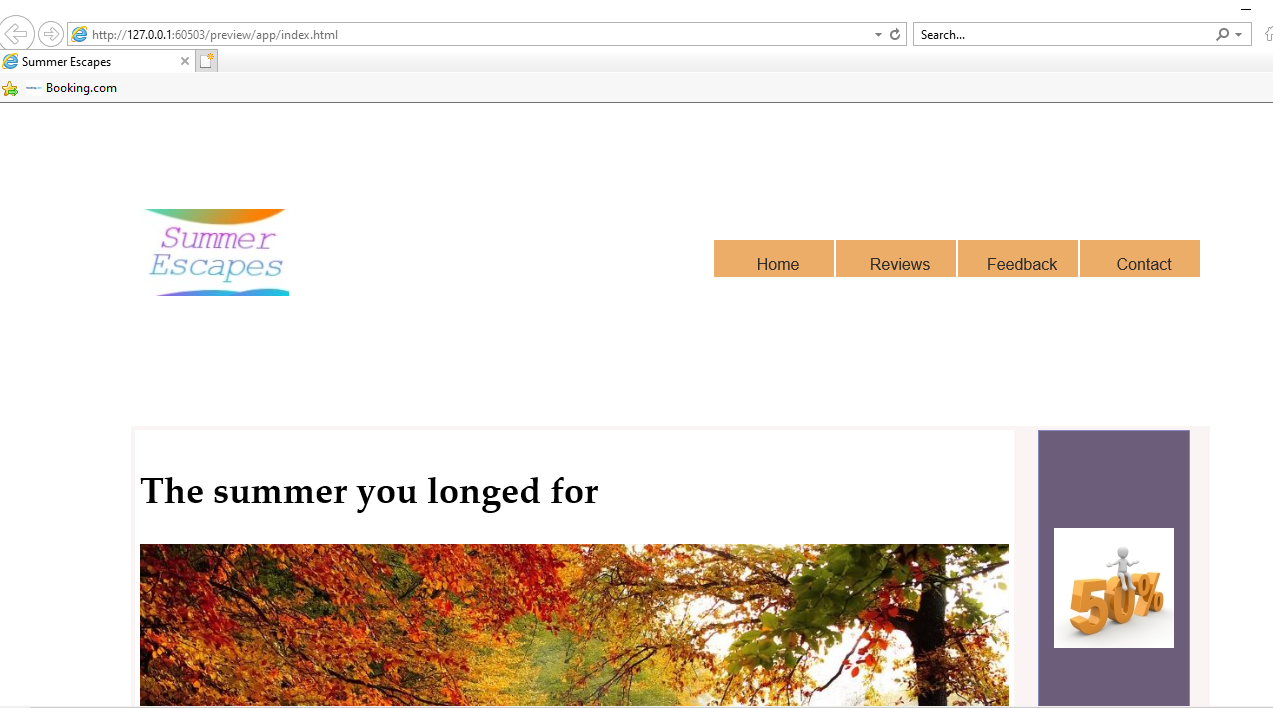 http://127.0.0.1:60503/preview/app/index.html
Search...
Summer Escapes
Booking.com
Summer
Escapes
Home Reviews Feedback Contact
The summer you longed for
50%